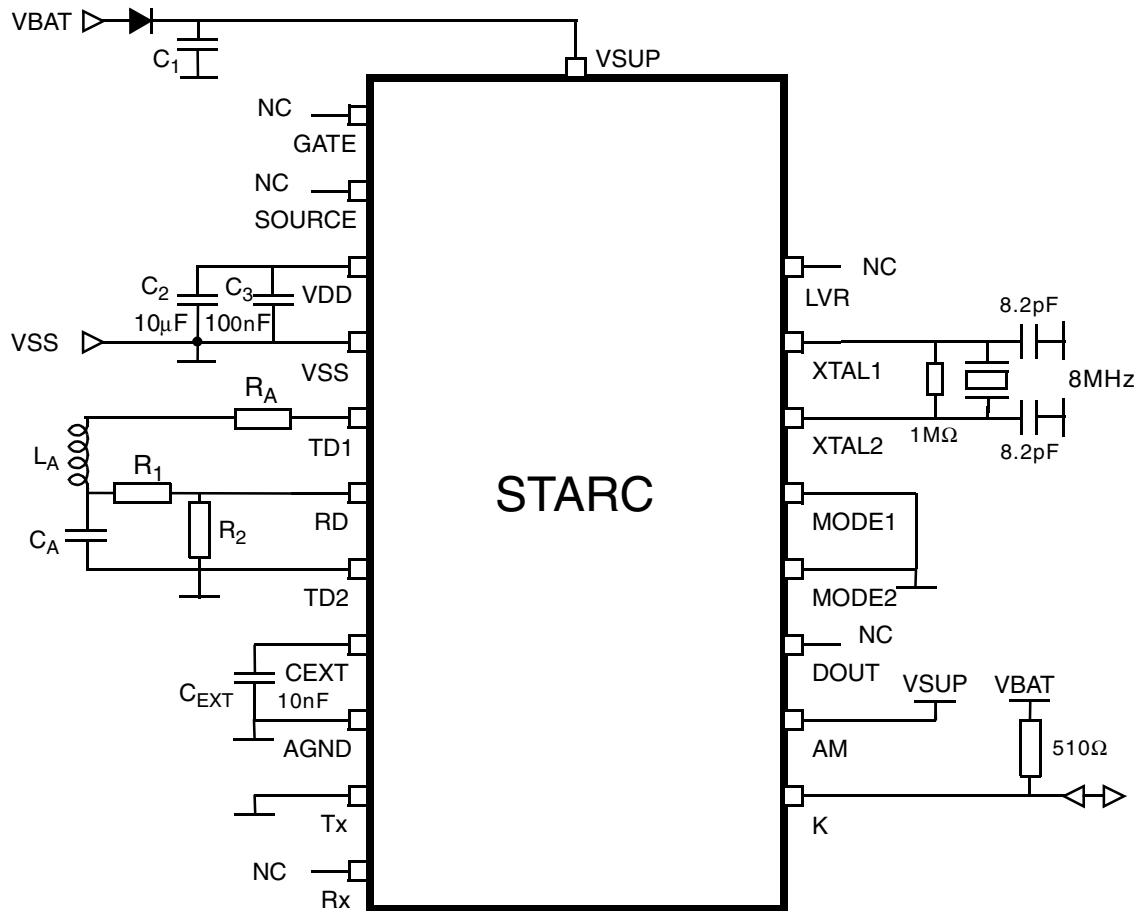 VBAT
C1
VSUP
NC
GATE
NC
SOURCE
C2
10μF
C3
100nF
VDD
VSS
VSS
RA
TD1
LA
R1
RD
R2
CA
TD2
CEXT
CEXT
10nF
AGND
Tx
NC
Rx
STARC
NC
LVR
8.2pF
XTAL1
8MHz
1MΩ
XTAL2
8.2pF
MODE1
MODE2
NC
DOUT
VSUP
VBAT
AM
510Ω
K